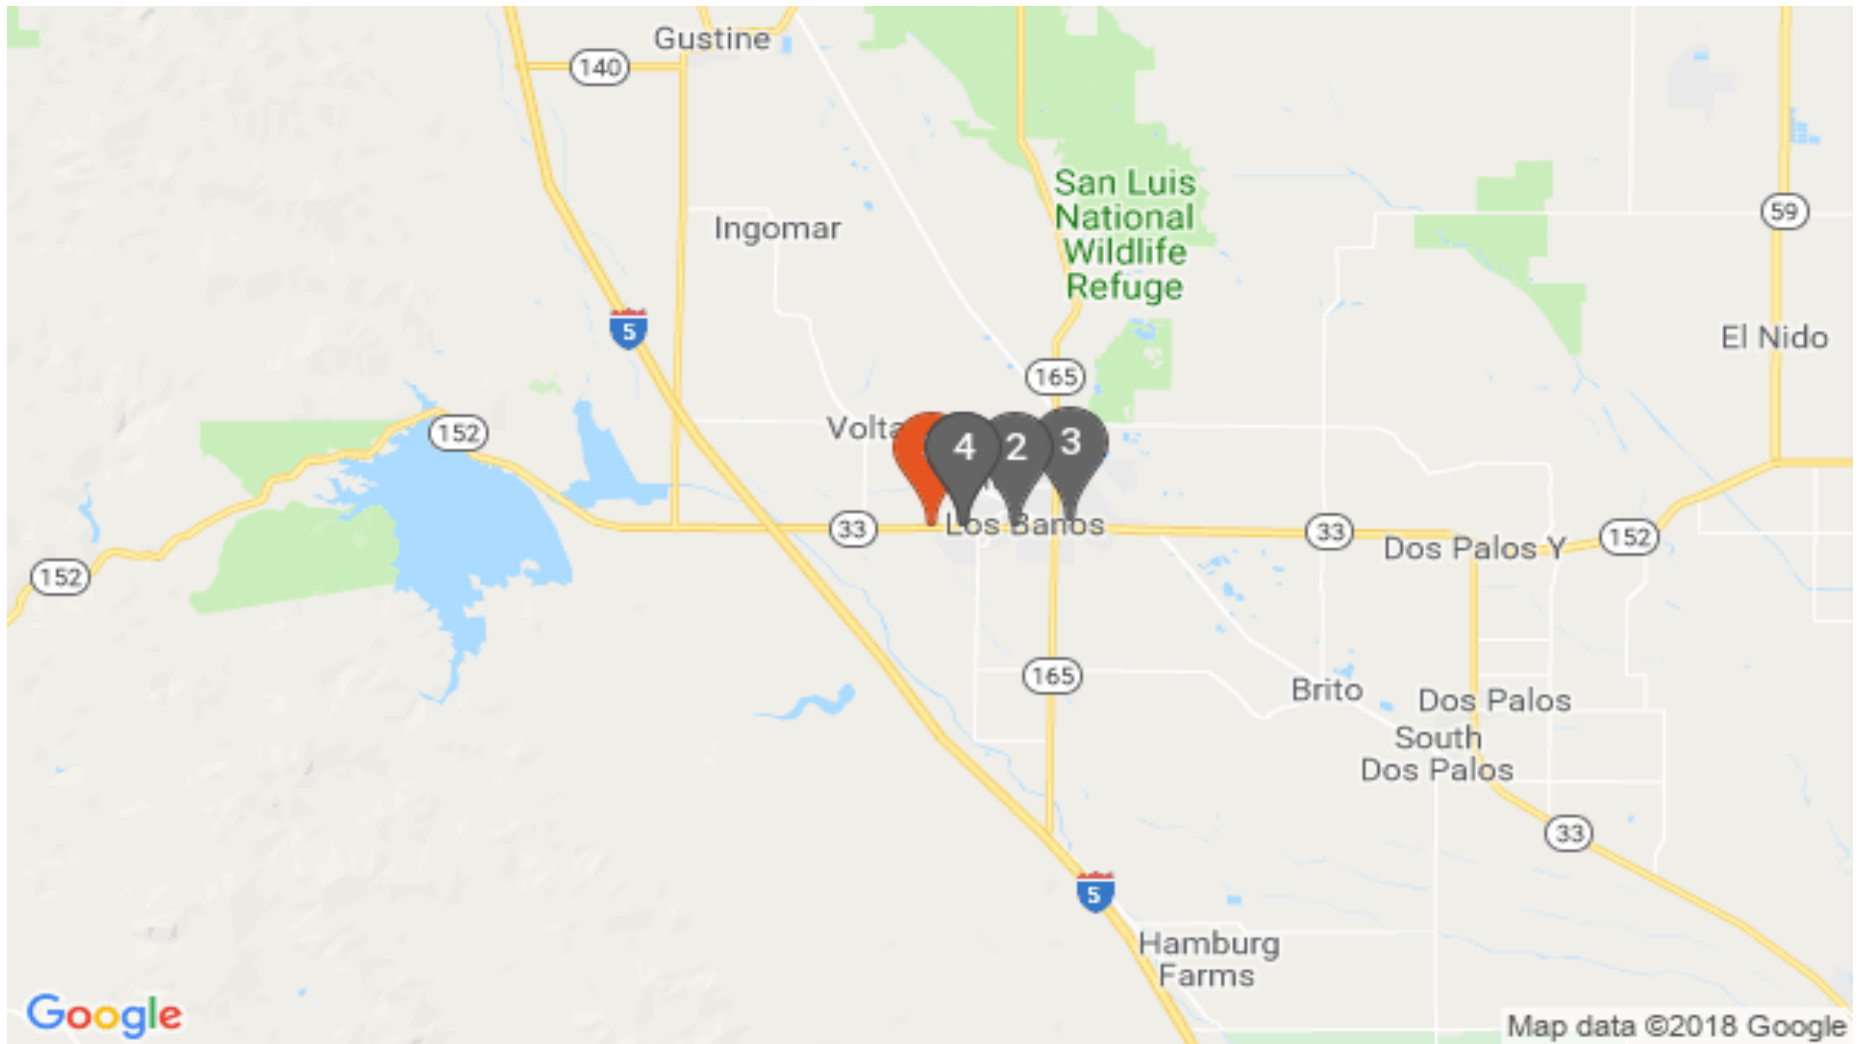 Gustine
140
San Luis
National
Wildlife
Refuge
59
Ingomar
5
El Nido
165
Volta
152
4
2
3
33
Los Banos
33
Dos Palos Y
152
152
165
Brito
Dos Palos
South
Dos Palos
33
5
Hamburg
Farms
Google
Map data ©2018 Google